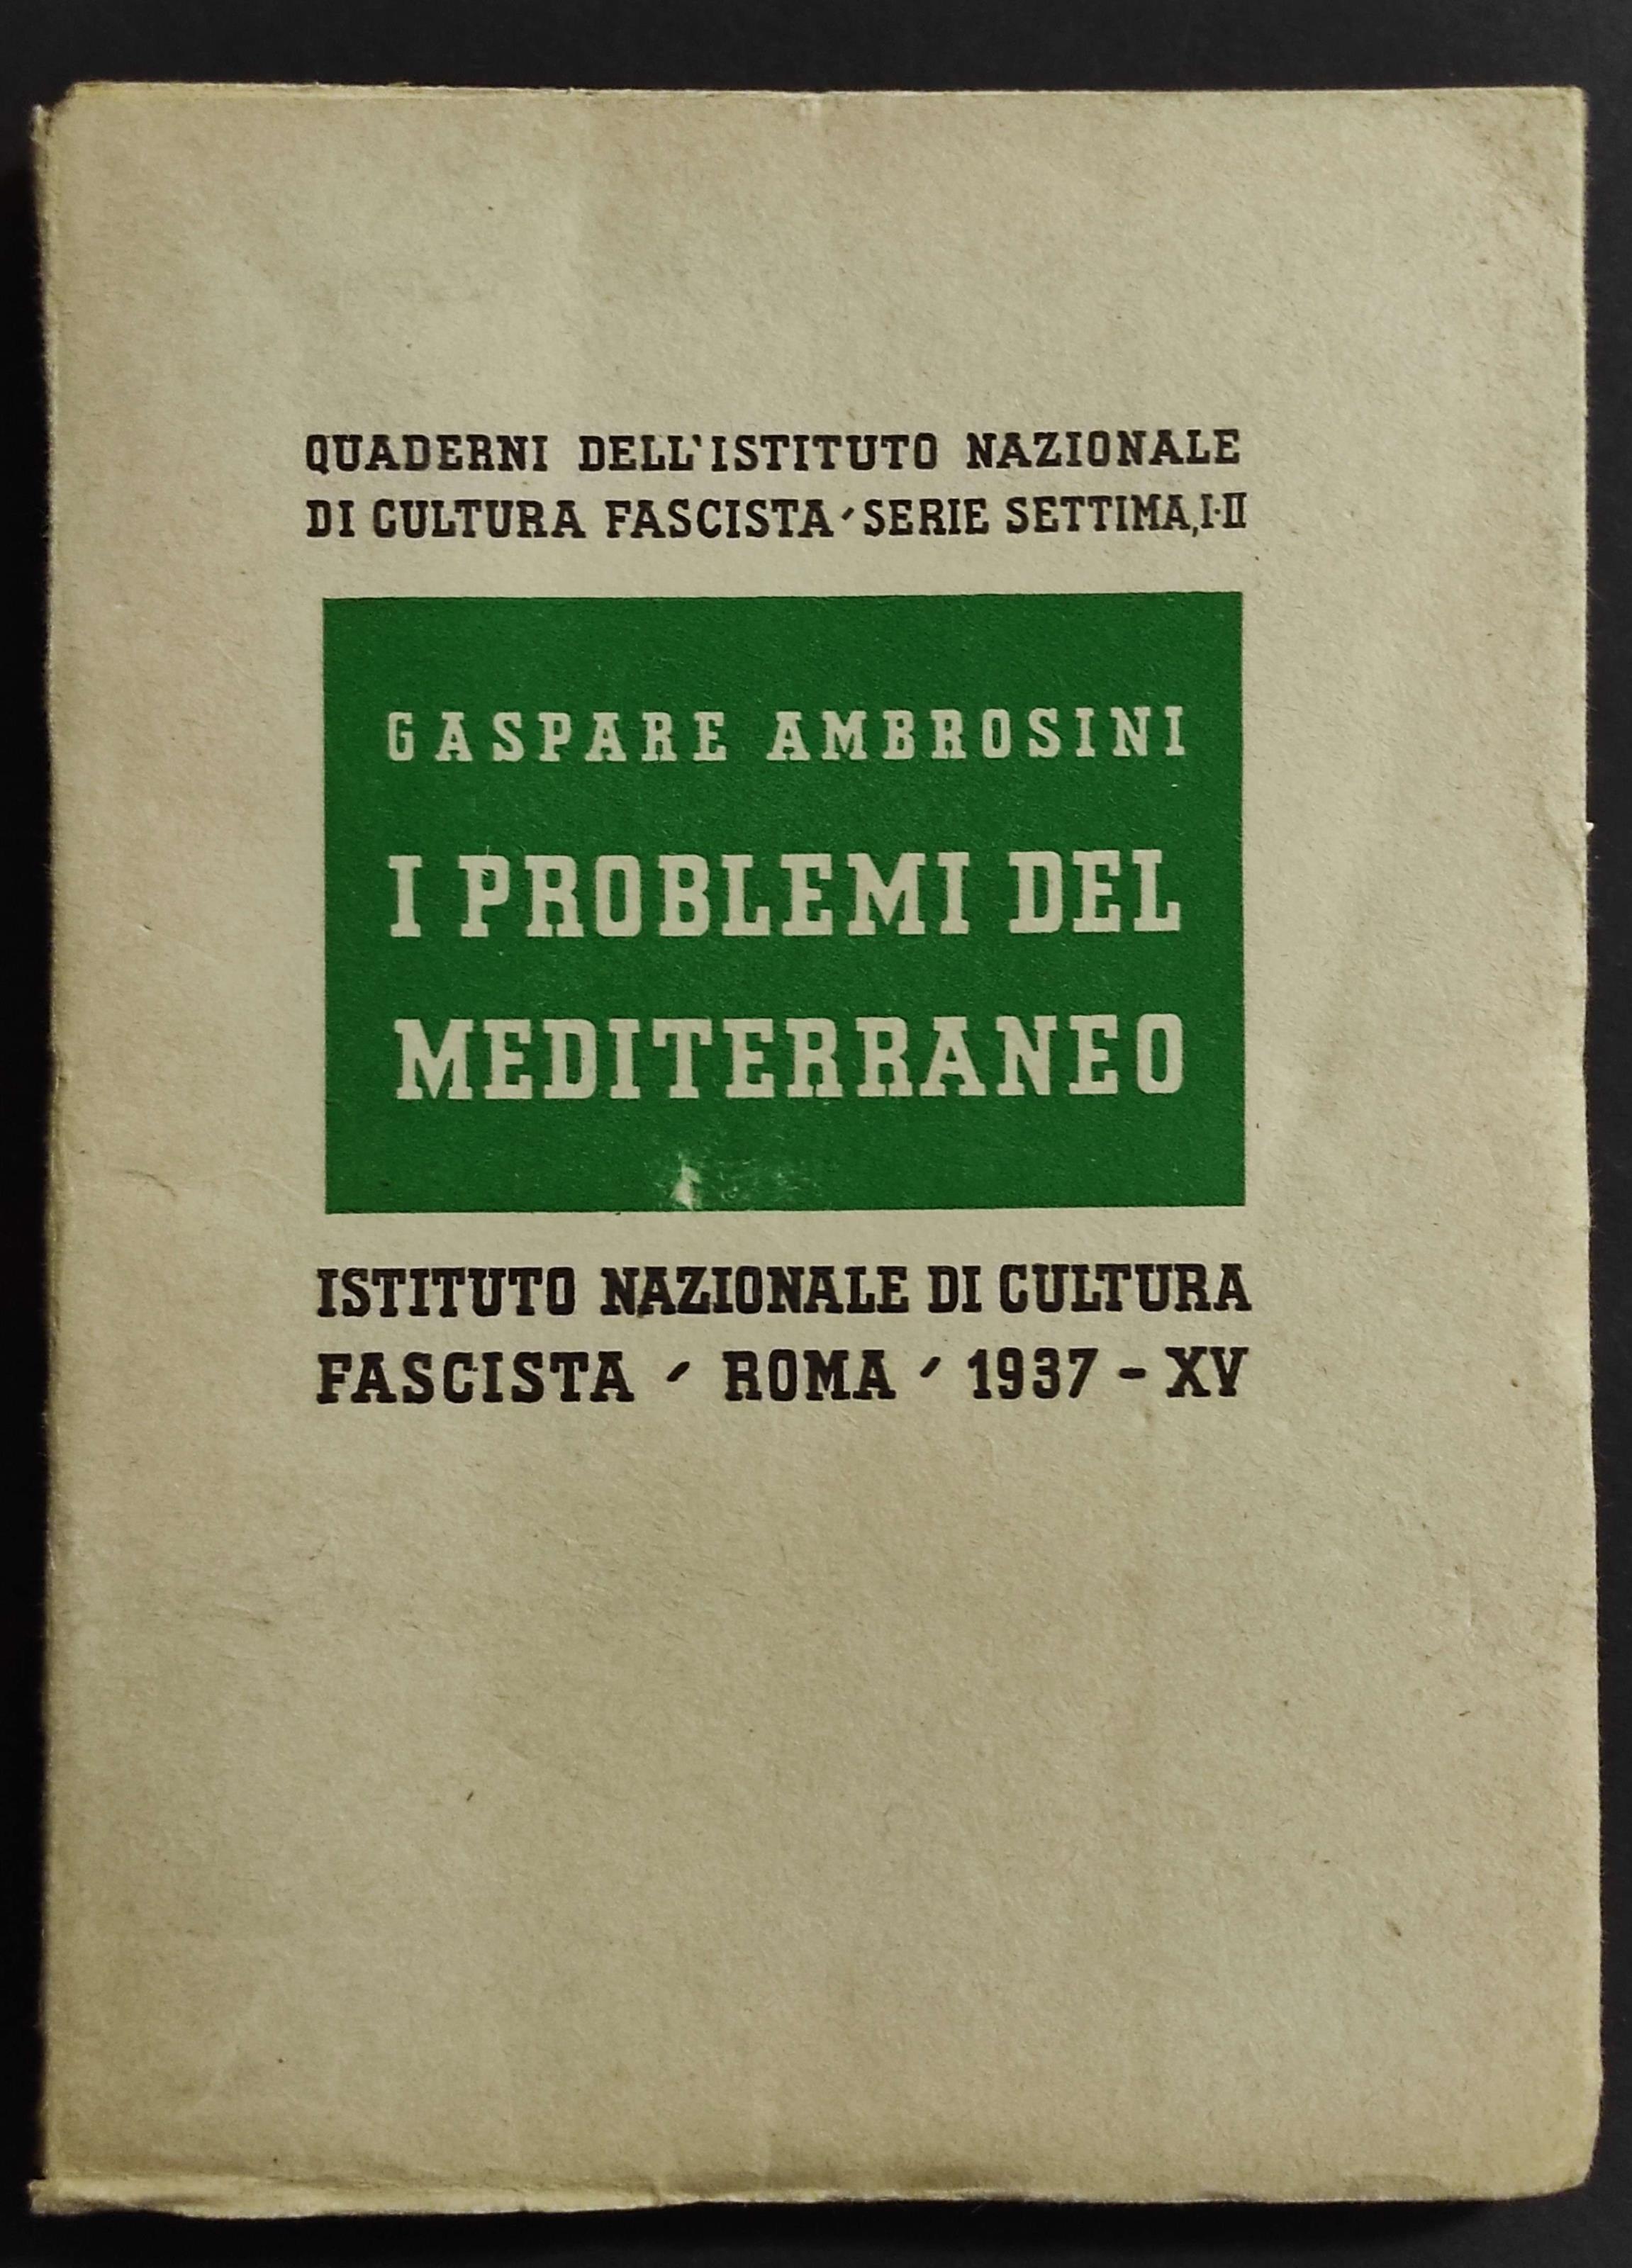 QUADERNI DELL'ISTITUTO NAZIONALE
DI CULTURA FASCISTA - SERIE SETTIMA, I-II
GASPARE AMBROSINI
I PROBLEMI DEL
MEDITERRANEO
ISTITUTO NAZIONALE DI CULTURA
FASCISTA - ROMA - 1937 - XV